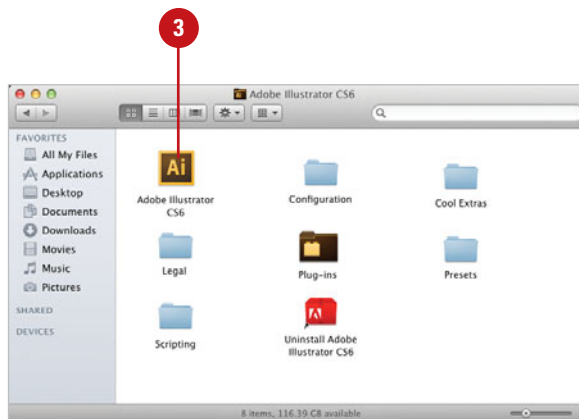 3
Adobe Illustrator CS6
FAVORITES
All My Files
Applications
Desktop
Documents
Downloads
Movies
Music
Pictures
SHARED
DEVICES
Ai
Adobe Illustrator
CS6
Configuration
Cool Extras
Legal
Plug-ins
Presets
Scripting
Uninstall Adobe
Illustrator CS6
8 items, 116.39 GB available